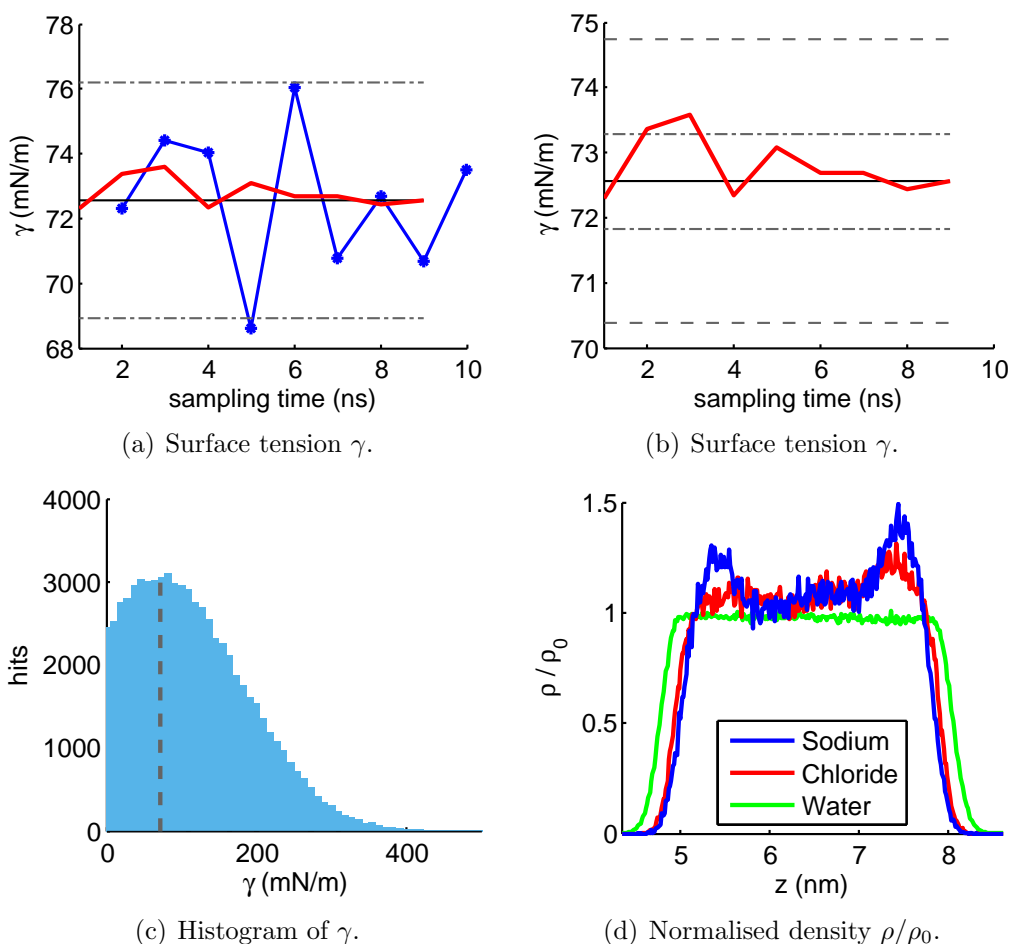 78
76
74
72
70
68
γ (mN/m)
2
4
6
8
10
sampling time (ns)
(a) Surface tension γ.
75
74
73
72
71
70
γ (mN/m)
2
4
6
8
10
sampling time (ns)
(b) Surface tension γ.
4000
3000
2000
1000
0
hits
0
200
400
γ (mN/m)
(c) Histogram of γ.
1.5
1
0.5
0
ρ / ρ0
Sodium
Chloride
Water
5
6
7
8
z (nm)
(d) Normalised density ρ/ρ0.